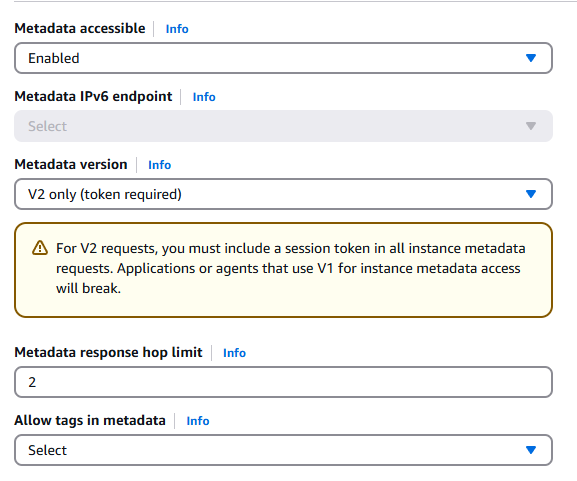 Metadata accessible Info
Enabled
Metadata IPv6 endpoint Info
Select
Metadata version Info
V2 only (token required)
For V2 requests, you must include a session token in all instance metadata
requests. Applications or agents that use V1 for instance metadata access
will break.
Metadata response hop limit Info
2
Allow tags in metadata Info
Select